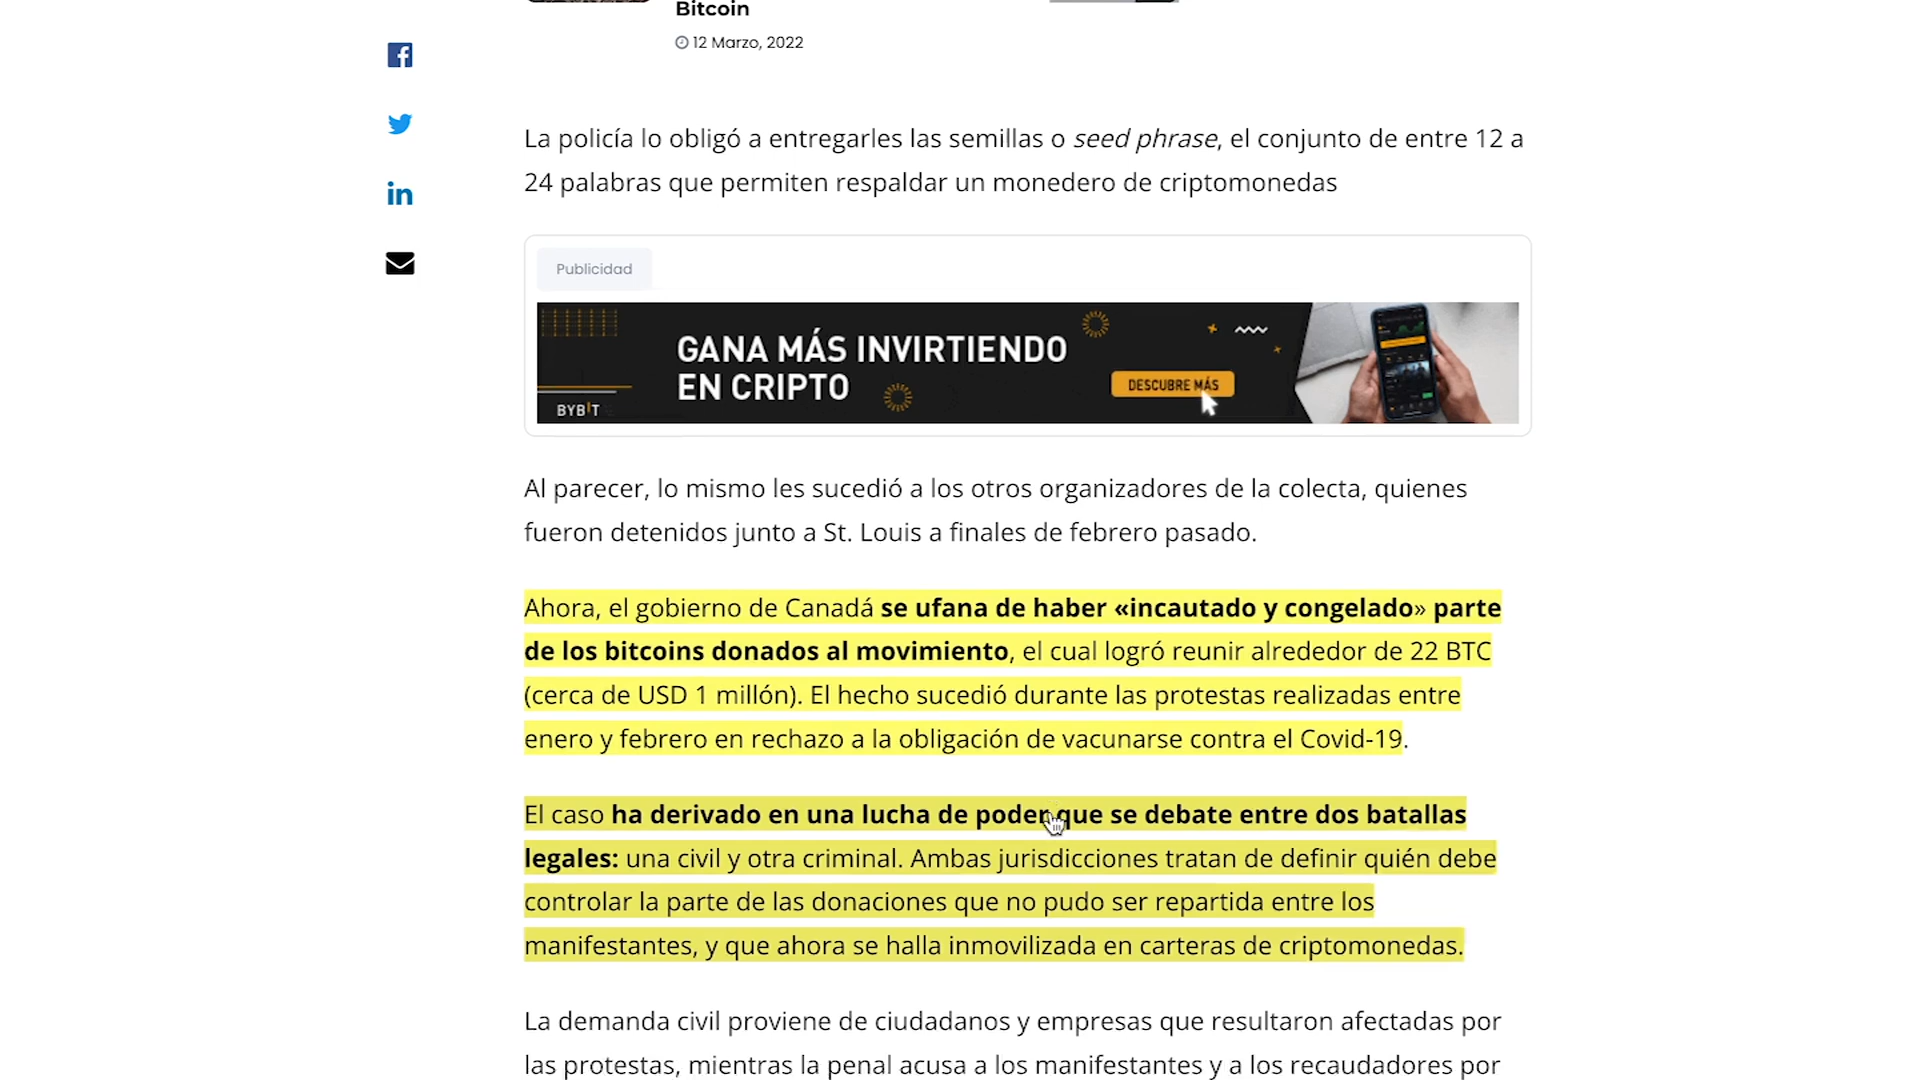 Bitcoin
12 Marzo, 2022
La policía lo obligó a entregarles las semillas o seed phrase, el conjunto de entre 12 a
24 palabras que permiten respaldar un monedero de criptomonedas
Publicidad
GANA MÁS INVIRTIENDO
EN CRIPTO
DESCUBRE MÁS
BYBIT
Al parecer, lo mismo les sucedió a los otros organizadores de la colecta, quienes
fueron detenidos junto a St. Louis a finales de febrero pasado.
Ahora, el gobierno de Canadá se ufana de haber «incautado y congelado» parte
de los bitcoins donados al movimiento, el cual logró reunir alrededor de 22 BTC
(cerca de USD 1 millón). El hecho sucedió durante las protestas realizadas entre
enero y febrero en rechazo a la obligación de vacunarse contra el Covid-19.
El caso ha derivado en una lucha de poder que se debate entre dos batallas
legales: una civil y otra criminal. Ambas jurisdicciones tratan de definir quién debe
controlar la parte de las donaciones que no pudo ser repartida entre los
manifestantes, y que ahora se halla inmovilizada en carteras de criptomonedas.
La demanda civil proviene de ciudadanos y empresas que resultaron afectadas por
las protestas, mientras la penal acusa a los manifestantes y a los recaudadores por